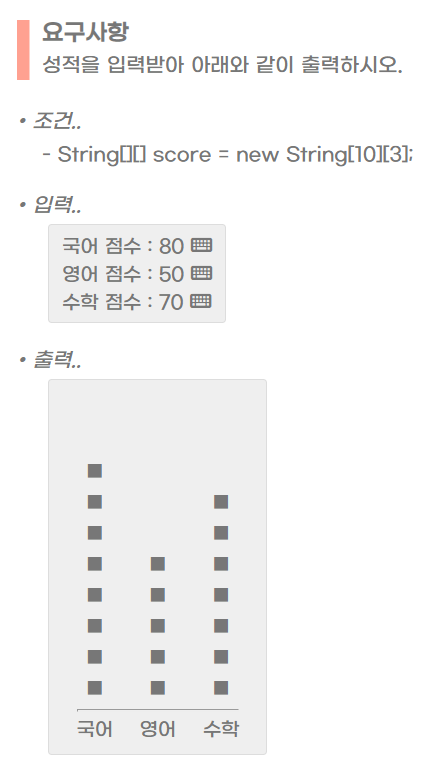 요구사항
성적을 입력받아 아래와 같이 출력하시오.
• 조건..
- String[][] score = new String[10][3];
• 입력..
국어 점수 : 80 ⌨
영어 점수 : 50 ⌨
수학 점수 : 70 ⌨
• 출력..
■
■ ■
■ ■
■ ■ ■
■ ■ ■
■ ■ ■
■ ■ ■
■ ■ ■
국어 영어 수학